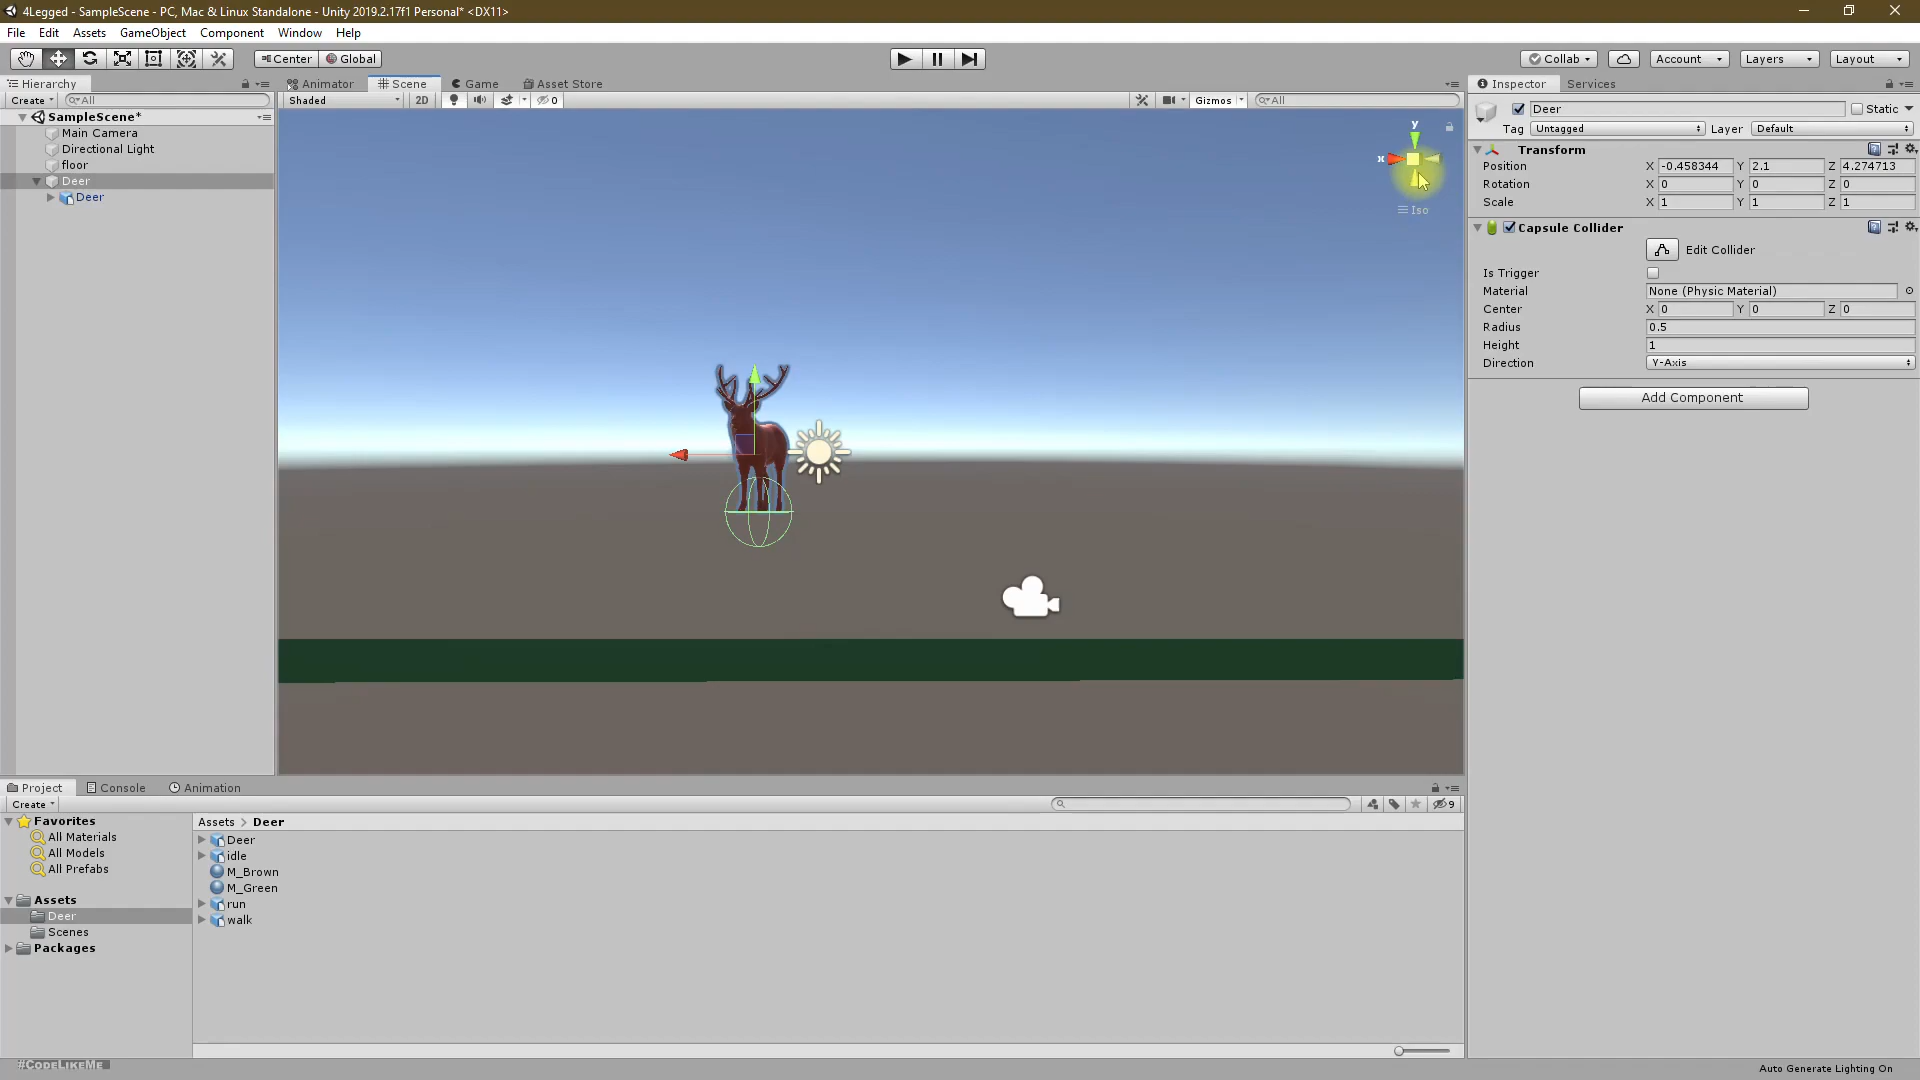 4Legged - SampleScene - PC, Mac & Linux Standalone - Unity 2019.2.17f1 Personal* <DX11>
File Edit Assets GameObject Component Window Help
Center Global Collab Account Layers Layout
Hierarchy
Create All
SampleScene*
Main Camera
Directional Light
floor
Deer
Deer
Animator Scene Game Asset Store
Shaded 2D 0 Gizmos All
y
x
Iso
Inspector Services
Deer Static
Tag Untagged Layer Default
Transform
Position X -0.458344 Y 2.1 Z 4.274713
Rotation X 0 Y 0 Z 0
Scale X 1 Y 1 Z 1
Capsule Collider
Edit Collider
Is Trigger
Material None (Physic Material)
Center X 0 Y 0 Z 0
Radius 0.5
Height 1
Direction Y-Axis
Add Component
Project Console Animation
Create 9
Favorites
All Materials
All Models
All Prefabs
Assets
Deer
Scenes
Packages
Assets > Deer
Deer
idle
M_Brown
M_Green
run
walk
#CodeLikeMe
Auto Generate Lighting On